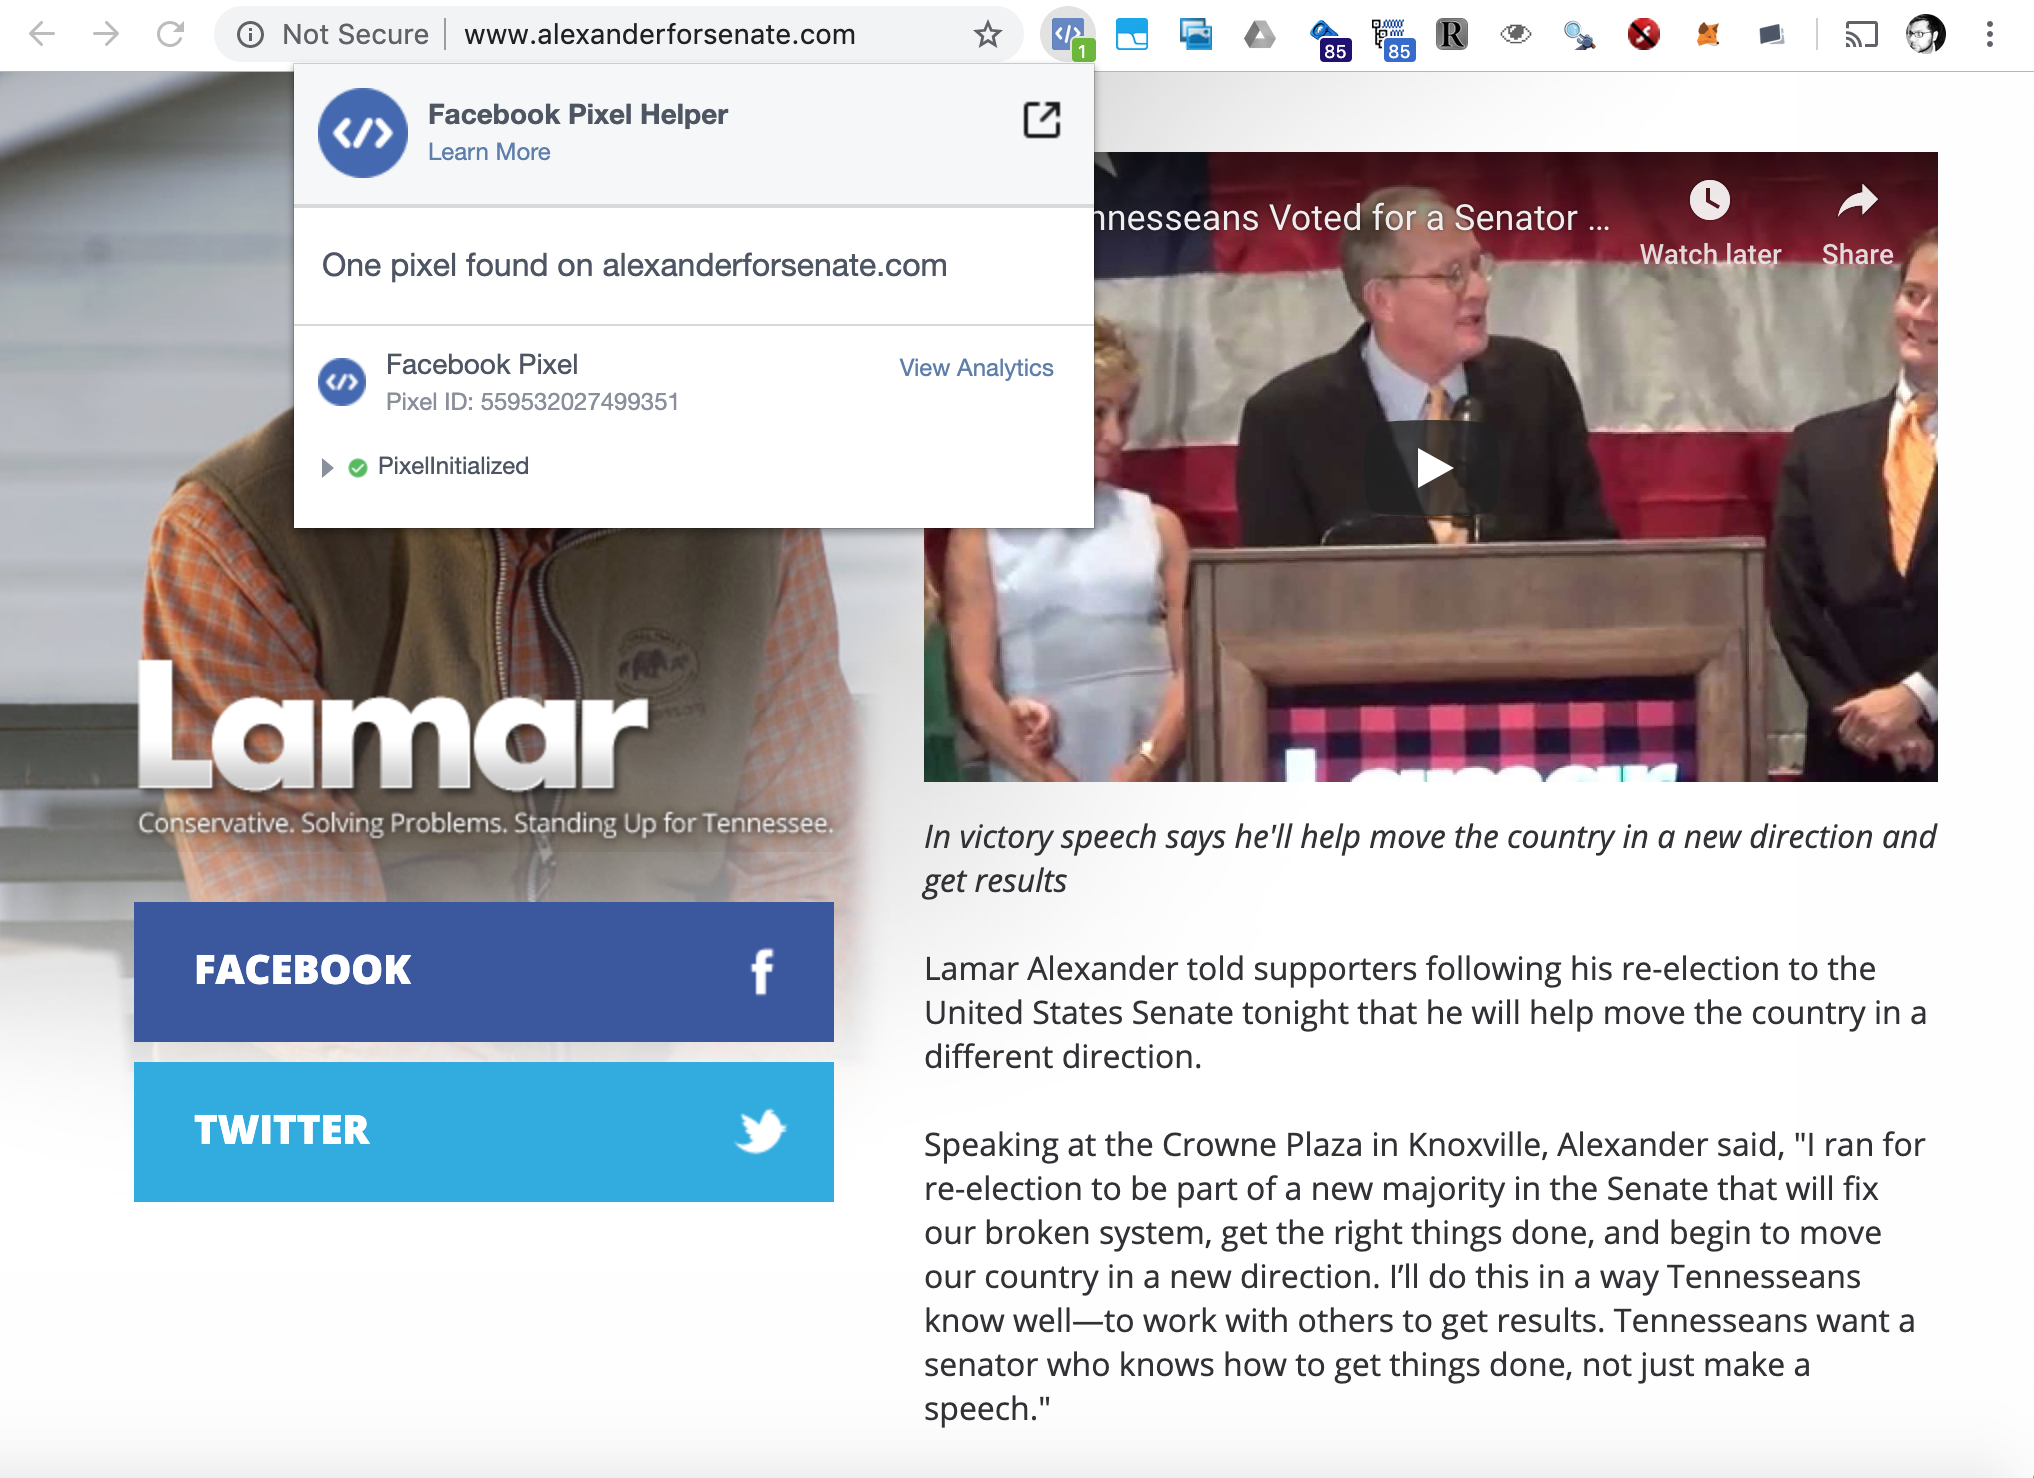 Not Secure www.alexanderforsenate.com
1
85
85
R
Facebook Pixel Helper
Learn More
One pixel found on alexanderforsenate.com
Facebook Pixel
View Analytics
Pixel ID: 559532027499351
PixelInitialized
nnesseans Voted for a Senator ...
Watch later
Share
Lamar
Lamar
Conservative. Solving Problems. Standing Up for Tennessee.
FACEBOOK
TWITTER
In victory speech says he'll help move the country in a new direction and
get results
Lamar Alexander told supporters following his re-election to the
United States Senate tonight that he will help move the country in a
different direction.
Speaking at the Crowne Plaza in Knoxville, Alexander said, "I ran for
re-election to be part of a new majority in the Senate that will fix
our broken system, get the right things done, and begin to move
our country in a new direction. I’ll do this in a way Tennesseans
know well—to work with others to get results. Tennesseans want a
senator who knows how to get things done, not just make a
speech."